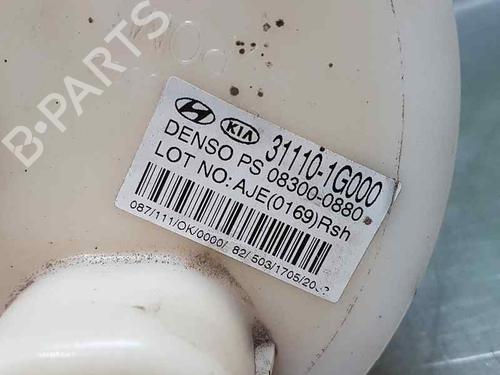 B-PARTS
KIA 31110-1G000
DENSO PS 08300-0880
LOT NO: AJE(0169)Rsh
087/111/OK/0000/ 82/ 503/1705/